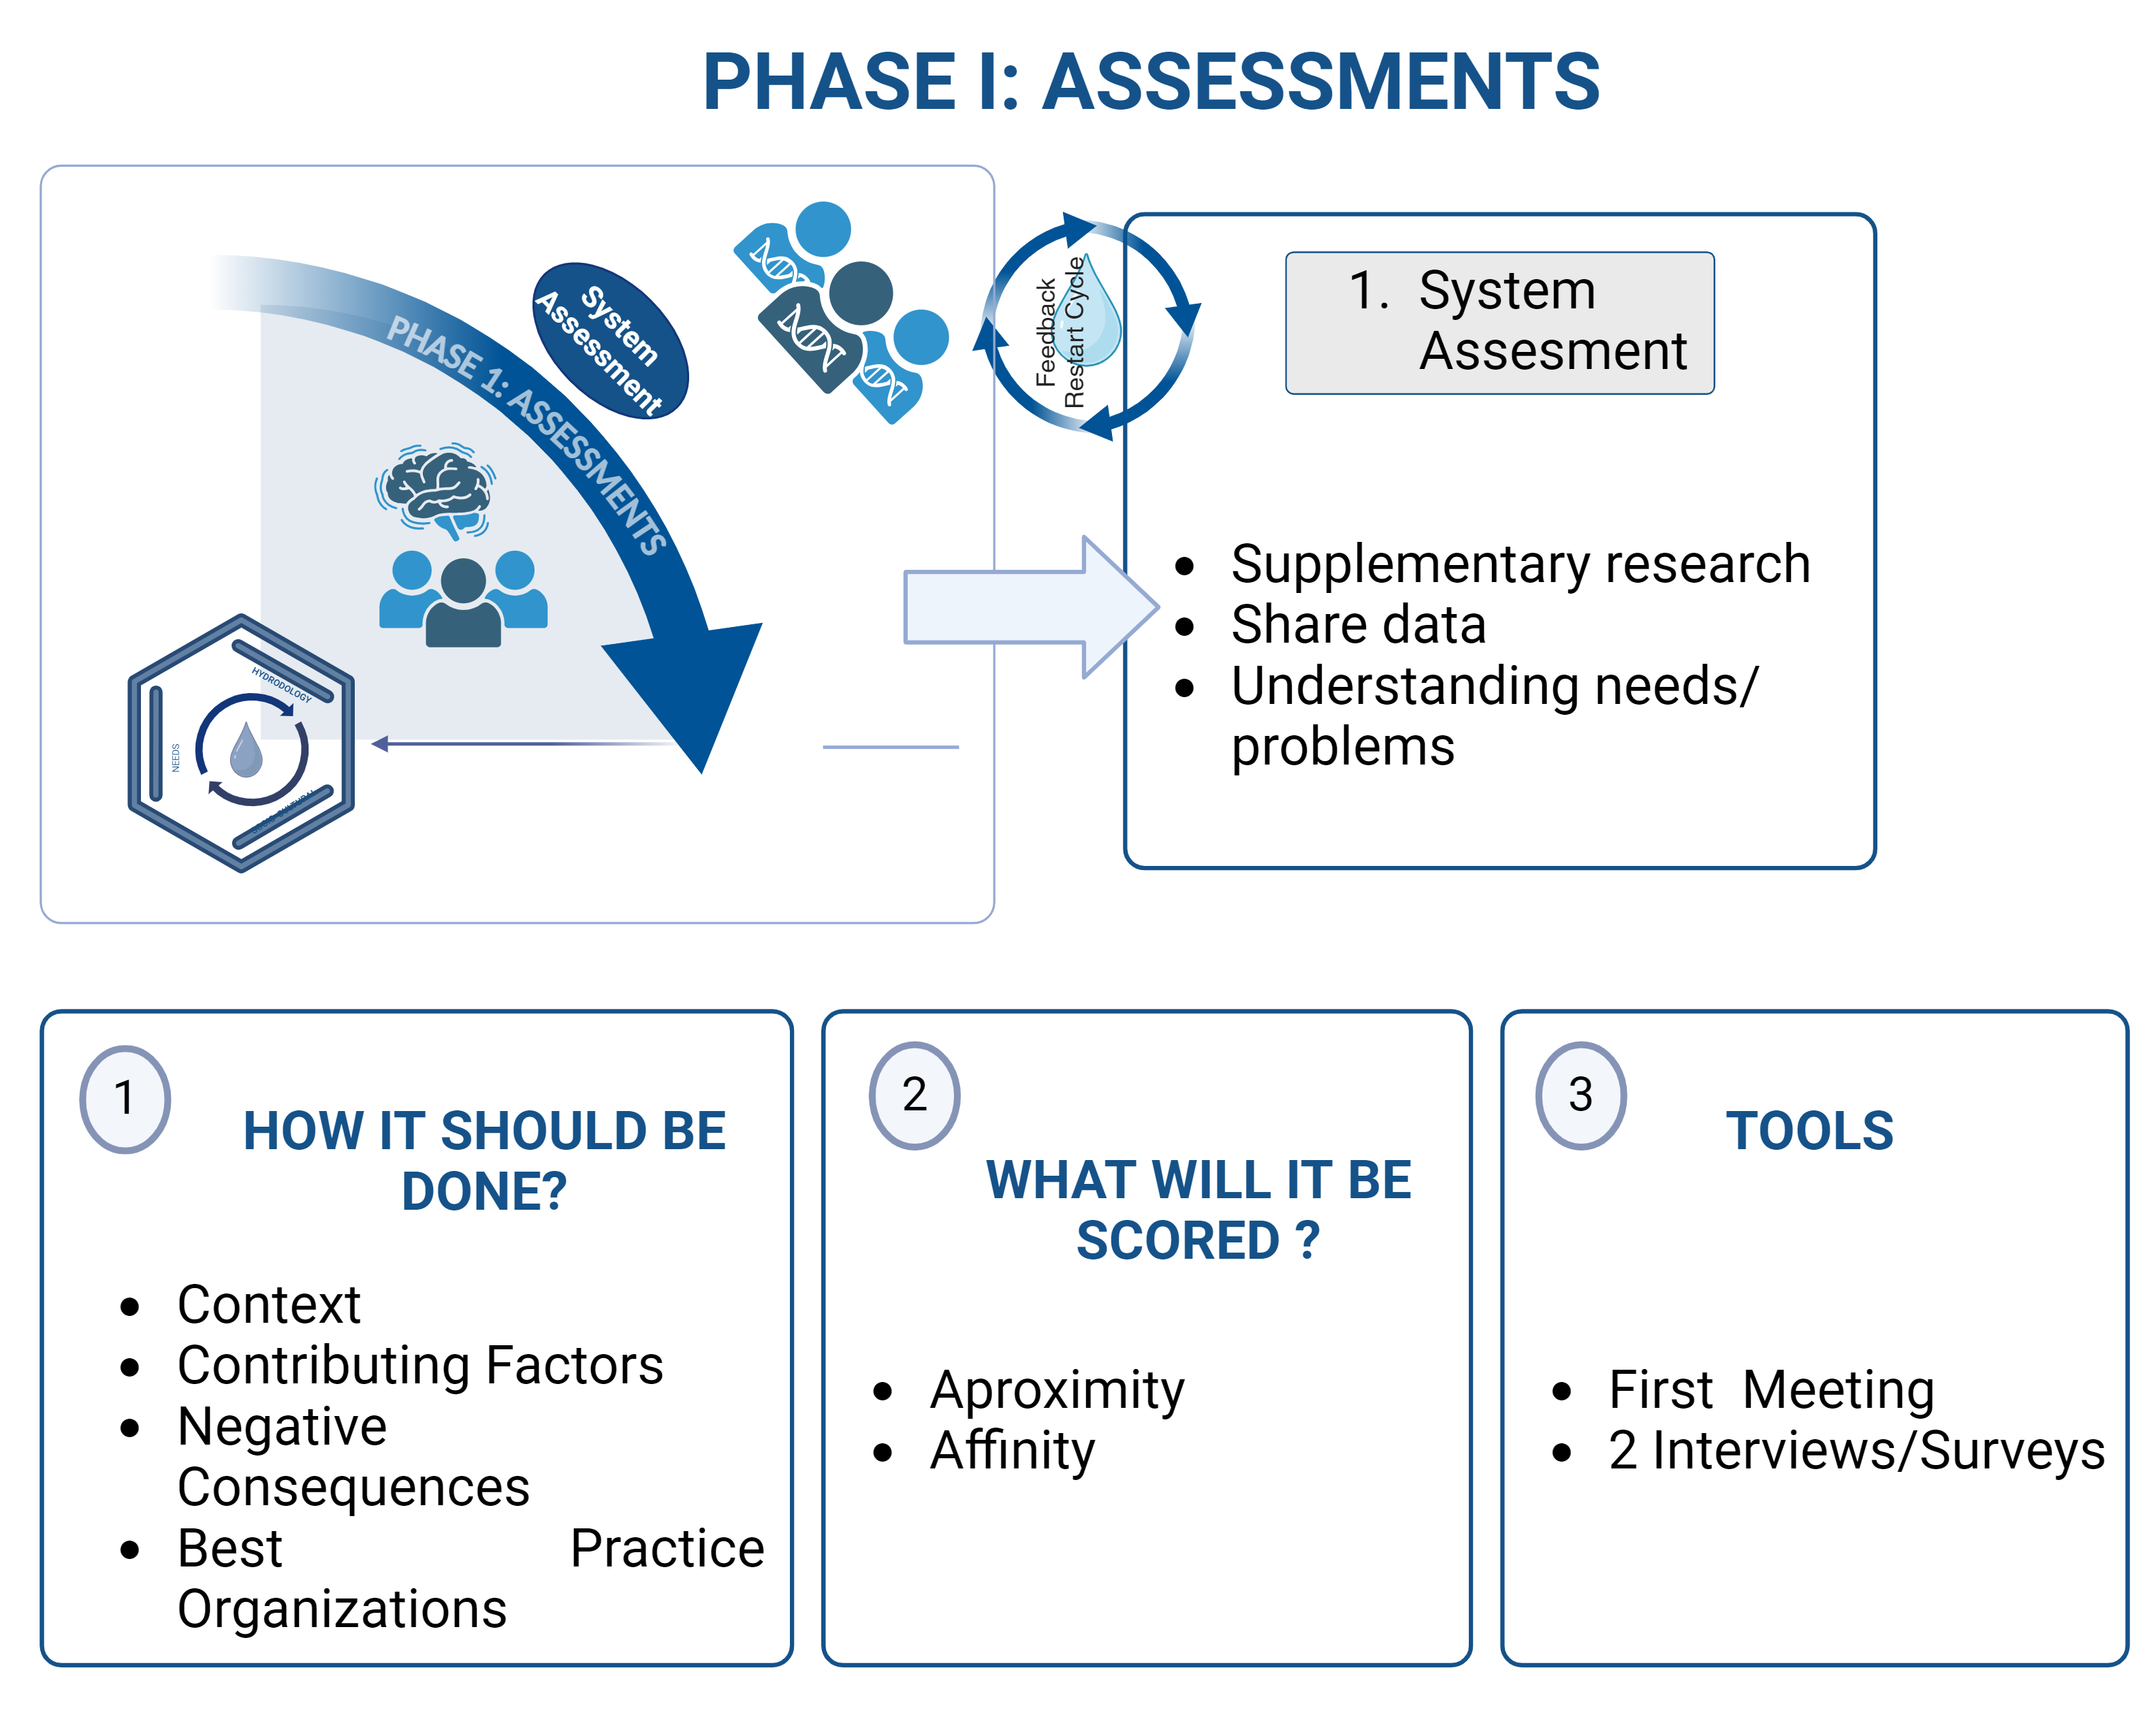 PHASE I: ASSESSMENTS
PHASE 1: ASSESSMENTS
System
Assessment
Feedback
Restart Cycle
HYDRODOLOGY
NEEDS
1. System
Assesment
• Supplementary research
• Share data
• Understanding needs/
problems
1
HOW IT SHOULD BE
DONE?
• Context
• Contributing Factors
• Negative
Consequences
• Best Practice
Organizations
2
WHAT WILL IT BE
SCORED ?
• Aproximity
• Affinity
3
TOOLS
• First Meeting
• 2 Interviews/Surveys